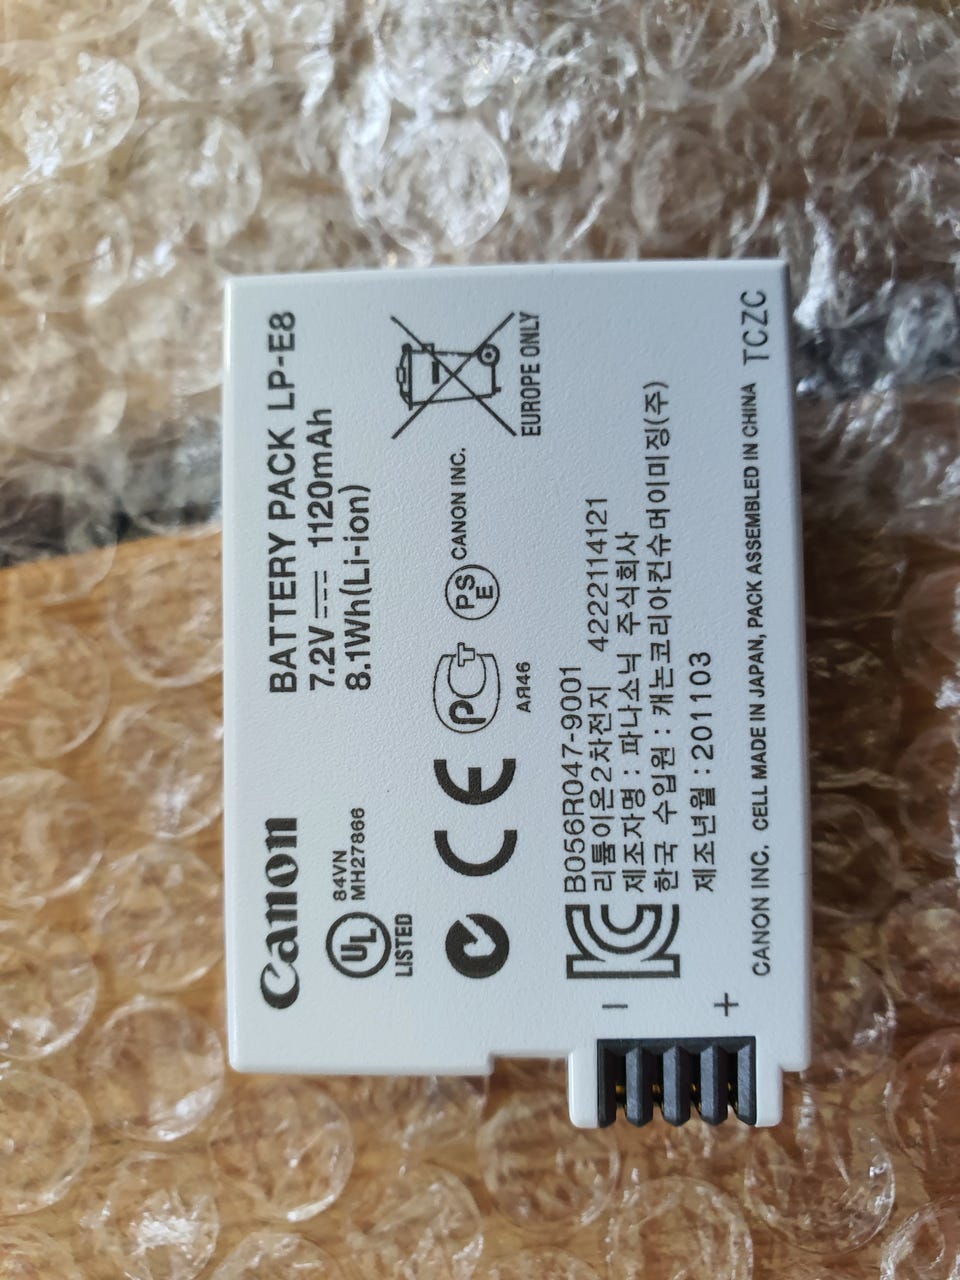 Canon
BATTERY PACK LP-E8
7.2V 1120mAh
8.1Wh(Li-ion)
UL
LISTED
84VN
MH27866
CE
PCT
АЯ46
PSE
CANON INC.
EUROPE ONLY
B056R047-9001
리튬이온2차전지 4222114121
제조자명 : 파나소닉 주식회사
한국 수입원 : 캐논코리아컨슈머이미징(주)
제조년월 : 201103
CANON INC. CELL MADE IN JAPAN, PACK ASSEMBLED IN CHINA TCZC
− +